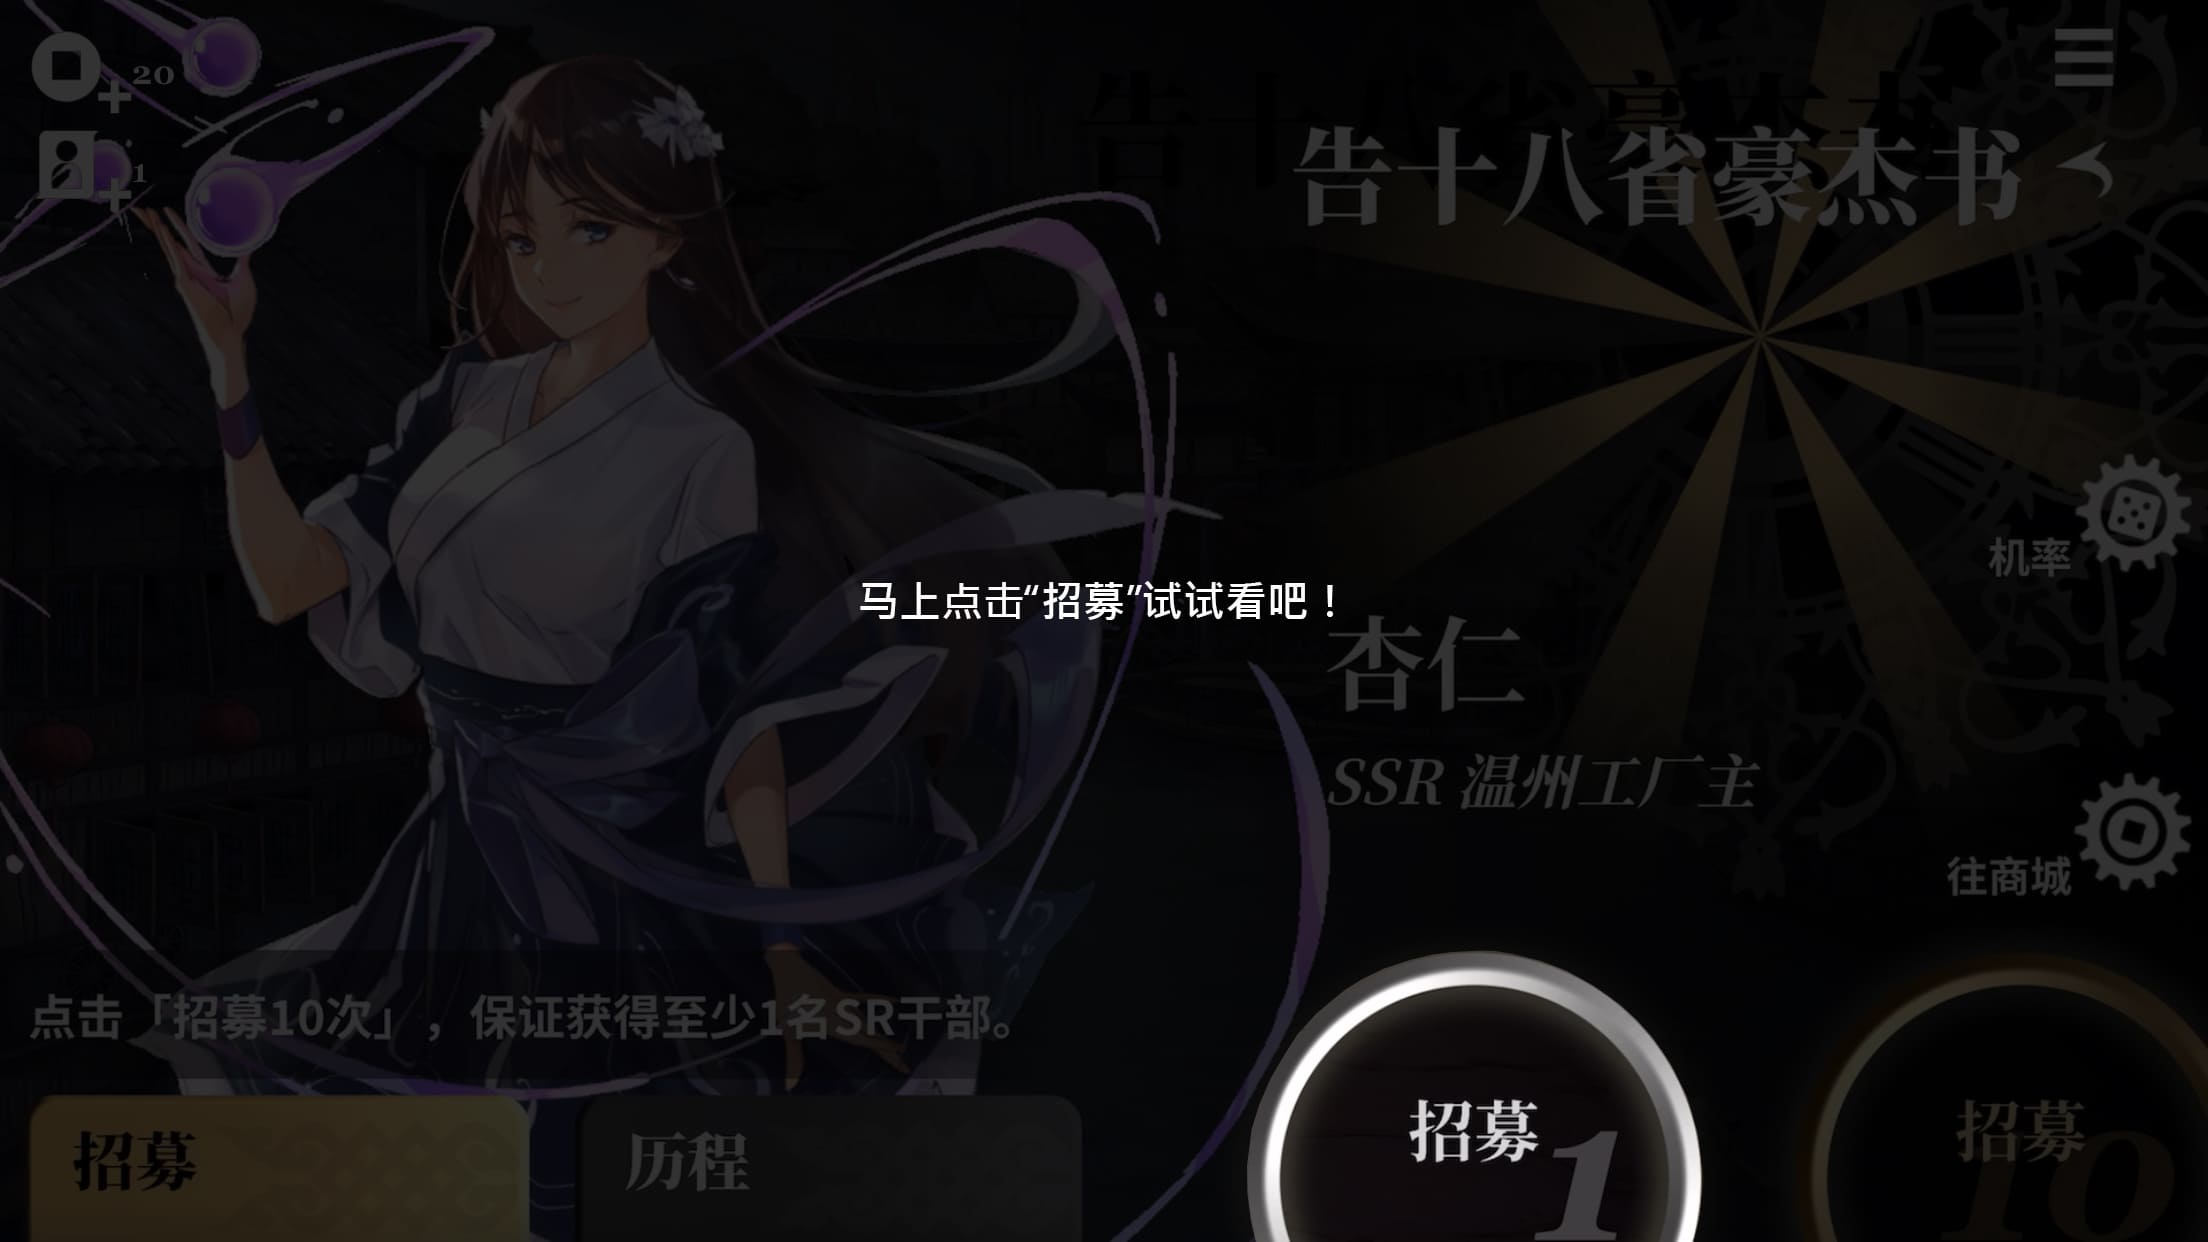 20
1
告十八省豪杰书
机率
马上点击“招募”试试看吧！
杏仁
SSR 温州工厂主
往商城
点击「招募10次」，保证获得至少1名SR干部。
招募
历程
招募 1
招募 10